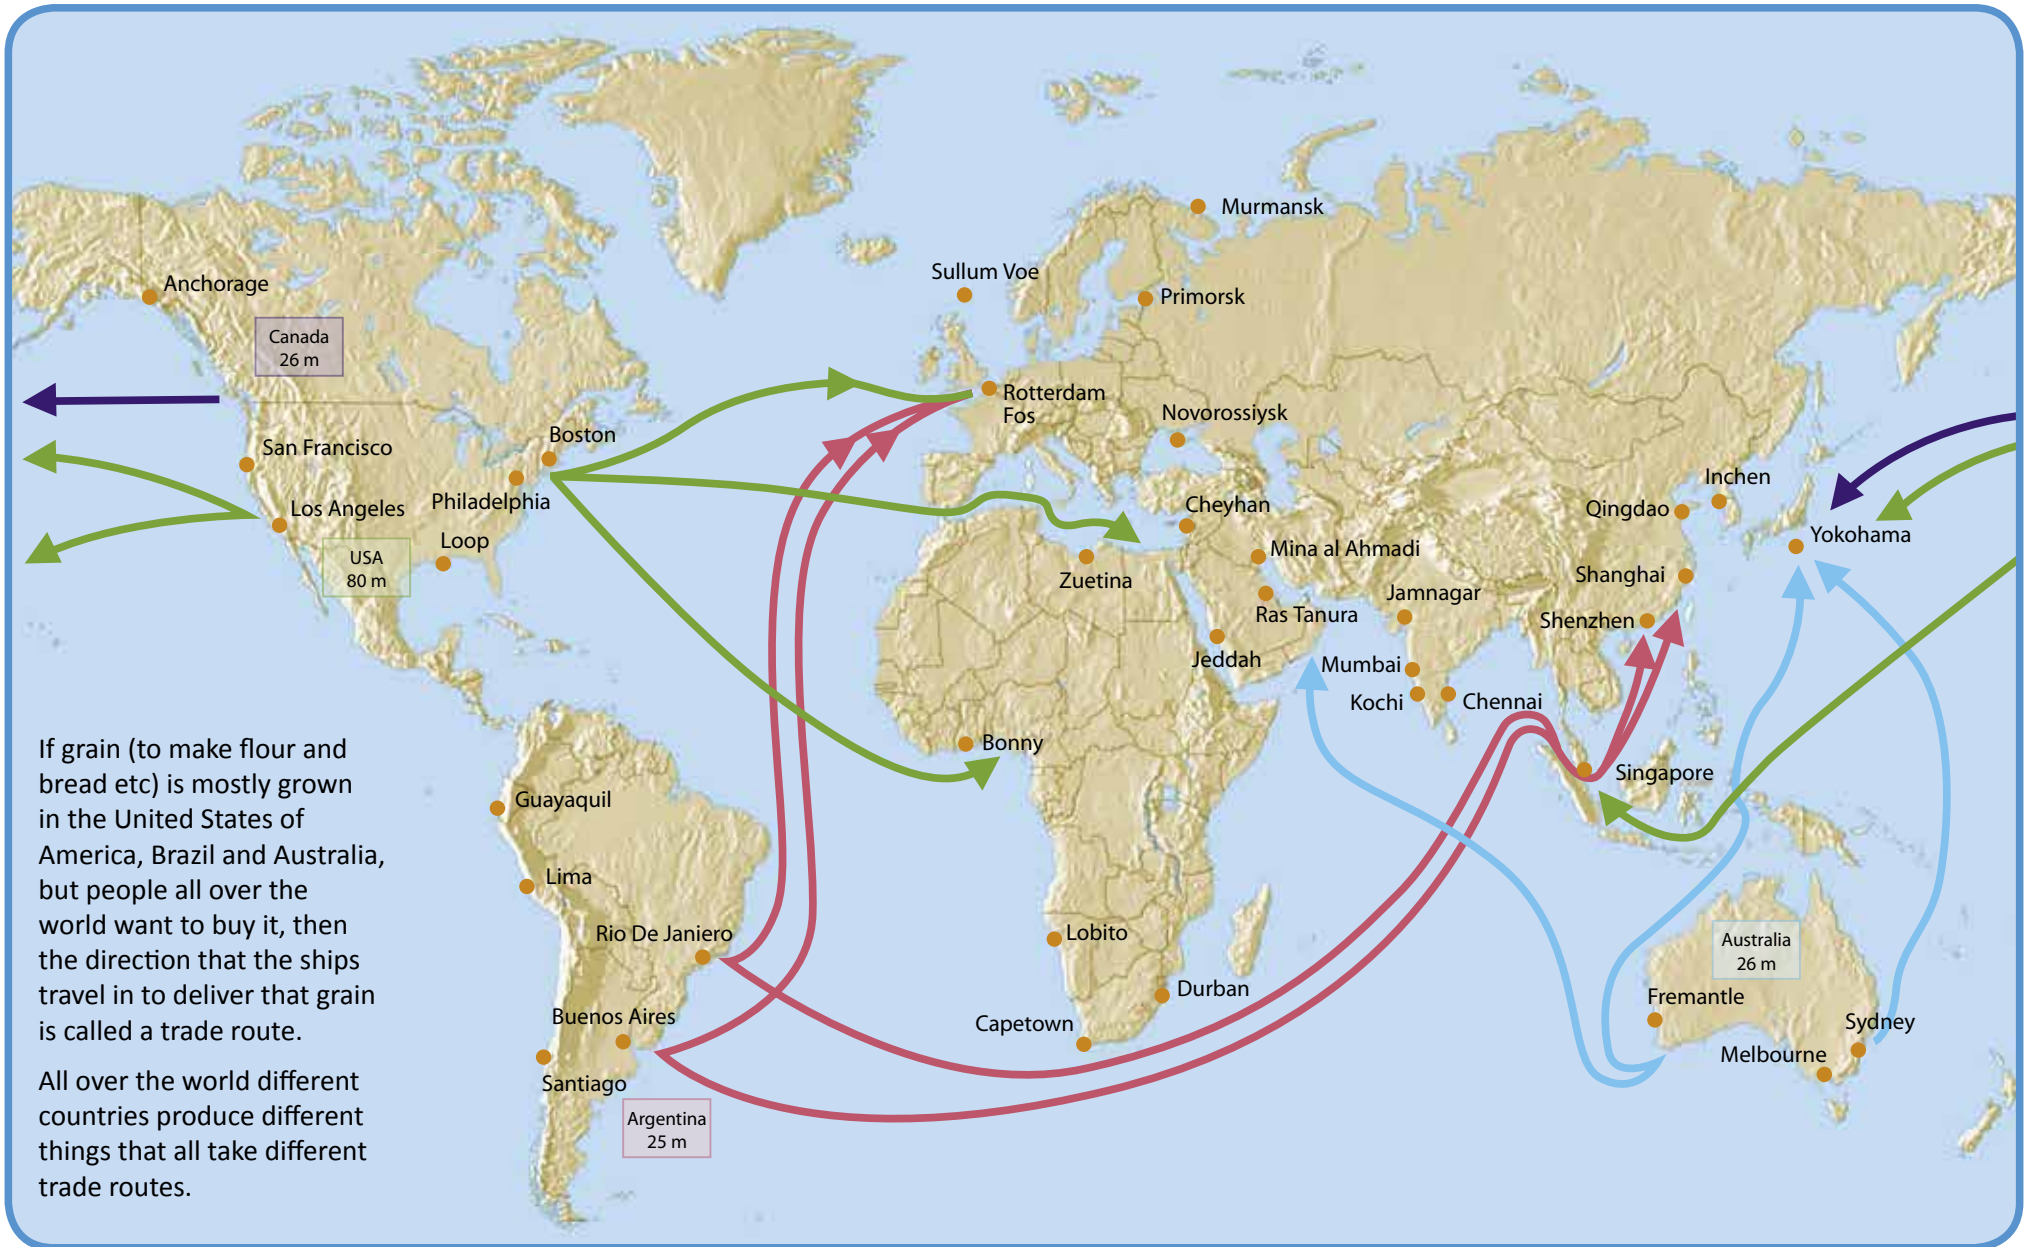 Murmansk
Sullum Voe
Anchorage
Primorsk
Canada
26 m
Rotterdam
Fos
Novorossiysk
Boston
San Francisco
Inchen
Philadelphia
Los Angeles
Cheyhan
Qingdao
Yokohama
Loop
Mina al Ahmadi
USA
80 m
Zuetina
Shanghai
Jamnagar
Ras Tanura
Shenzhen
Jeddah
Mumbai
Kochi
Chennai
Bonny
Singapore
Guayaquil
Lima
Rio De Janiero
Lobito
Australia
26 m
Durban
Fremantle
Buenos Aires
Capetown
Sydney
Melbourne
Santiago
Argentina
25 m
If grain (to make flour and
bread etc) is mostly grown
in the United States of
America, Brazil and Australia,
but people all over the
world want to buy it, then
the direction that the ships
travel in to deliver that grain
is called a trade route.
All over the world different
countries produce different
things that all take different
trade routes.